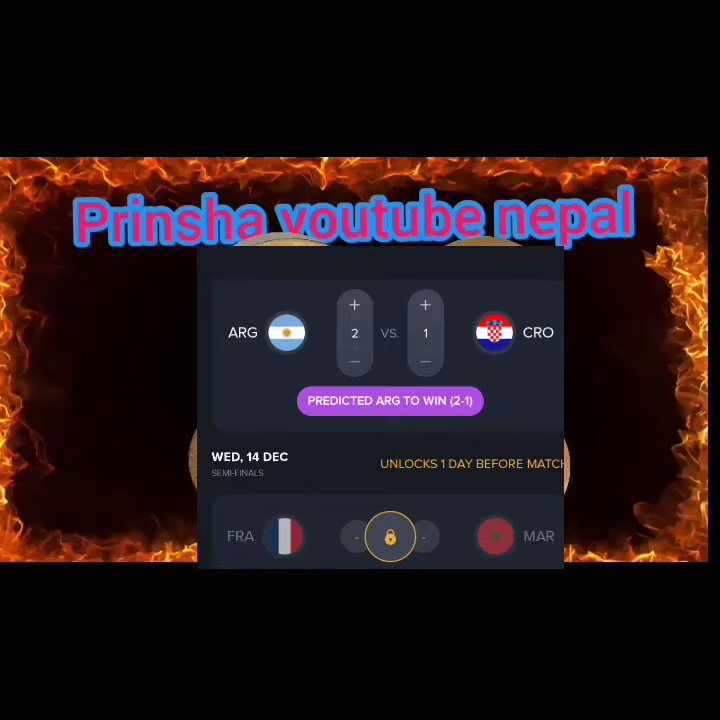 Prinsha youtube nepal
+ +
ARG 2 VS. 1 CRO
— —
PREDICTED ARG TO WIN (2-1)
WED, 14 DEC
UNLOCKS 1 DAY BEFORE MATCH
SEMI-FINALS
FRA - - MAR